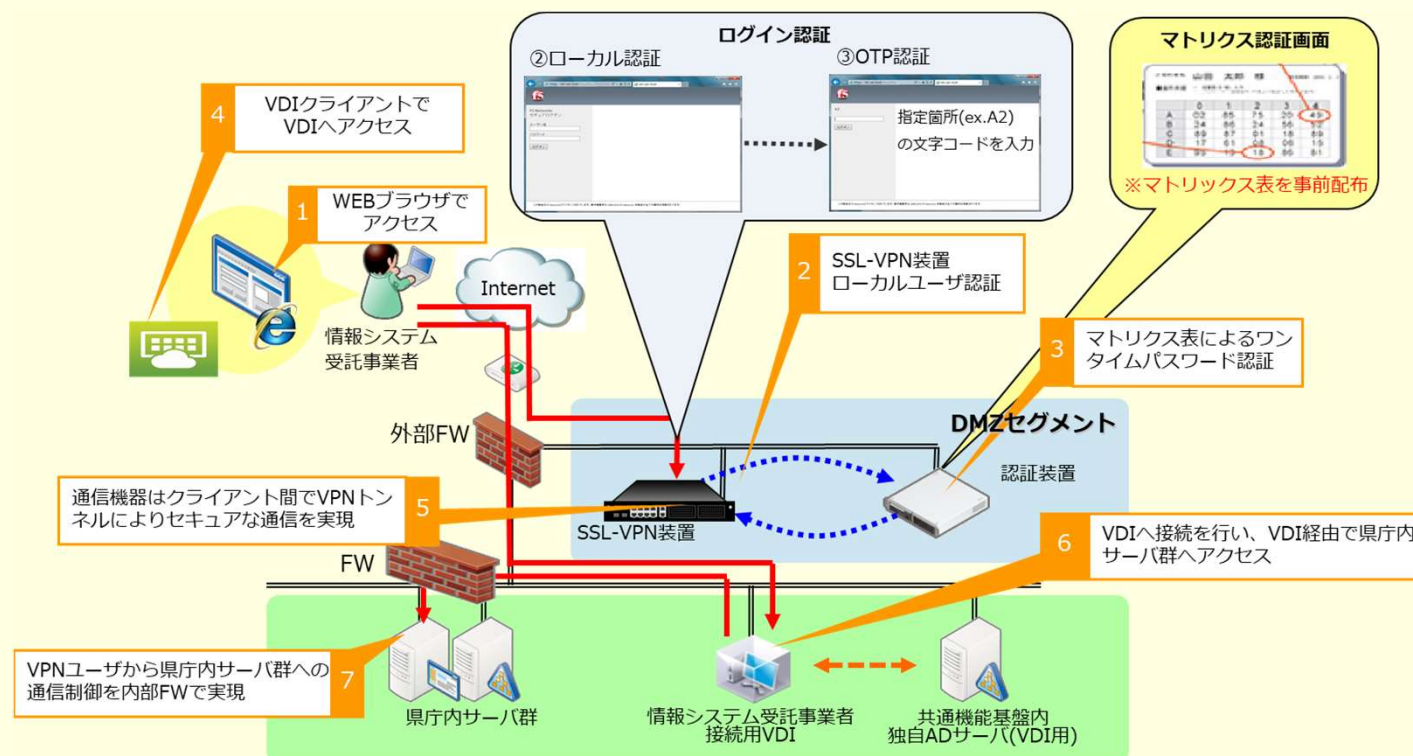 ログイン認証
②ローカル認証
③OTP認証
指定箇所(ex.A2)
の文字コードを入力
マトリクス認証画面
山田 太郎 様
0 1 2 3 4
A 02 85 75 20 45
※マトリックス表を事前配布
4
VDIクライアントで
VDIへアクセス
1
WEBブラウザで
アクセス
Internet
情報システム
受託事業者
2
SSL-VPN装置
ローカルユーザ認証
3
マトリクス表によるワン
タイムパスワード認証
外部FW
DMZセグメント
認証装置
SSL-VPN装置
5
通信機器はクライアント間でVPNトン
ネルによりセキュアな通信を実現
6
VDIへ接続を行い、VDI経由で県庁内
サーバ群へアクセス
FW
7
VPNユーザから県庁内サーバ群への
通信制御を内部FWで実現
県庁内サーバ群
情報システム受託事業者
接続用VDI
共通機能基盤内
独自ADサーバ(VDI用)